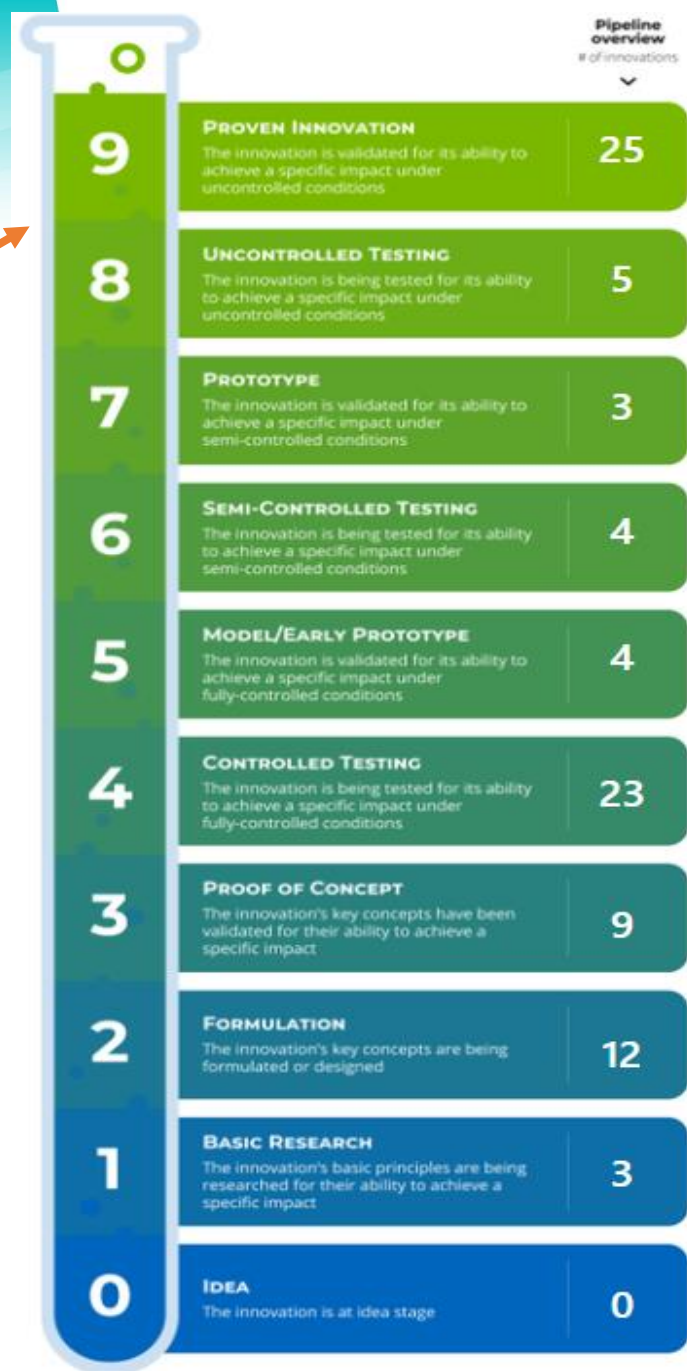 Pipeline
overview
# of innovations
9
PROVEN INNOVATION
The innovation is validated for its ability to
achieve a specific impact under
uncontrolled conditions
25
8
UNCONTROLLED TESTING
The innovation is being tested for its ability
to achieve a specific impact under
uncontrolled conditions
5
7
PROTOTYPE
The innovation is validated for its ability to
achieve a specific impact under
semi-controlled conditions
3
6
SEMI-CONTROLLED TESTING
The innovation is being tested for its ability
to achieve a specific impact under
semi-controlled conditions
4
5
MODEL/EARLY PROTOTYPE
The innovation is validated for its ability to
achieve a specific impact under
fully-controlled conditions
4
4
CONTROLLED TESTING
The innovation is being tested for its ability
to achieve a specific impact under
fully-controlled conditions
23
3
PROOF OF CONCEPT
The innovation's key concepts have been
validated for their ability to achieve a
specific impact
9
2
FORMULATION
The innovation's key concepts are being
formulated or designed
12
1
BASIC RESEARCH
The innovation's basic principles are being
researched for their ability to achieve a
specific impact
3
0
IDEA
The innovation is at idea stage
0